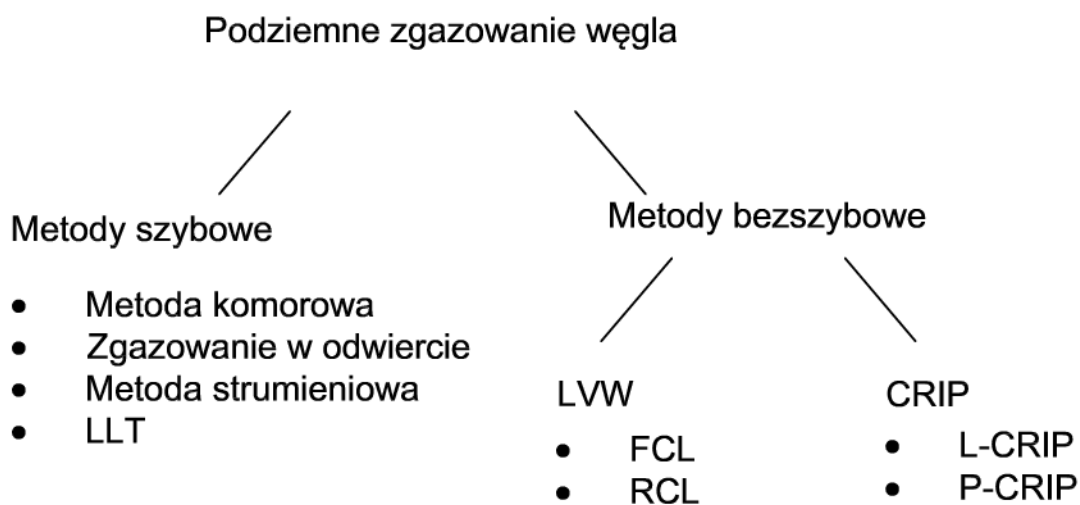 Podziemne zgazowanie węgla
Metody szybowe
• Metoda komorowa
• Zgazowanie w odwiercie
• Metoda strumieniowa
• LLT
Metody bezszybowe
LVW
• FCL
• RCL
CRIP
• L-CRIP
• P-CRIP